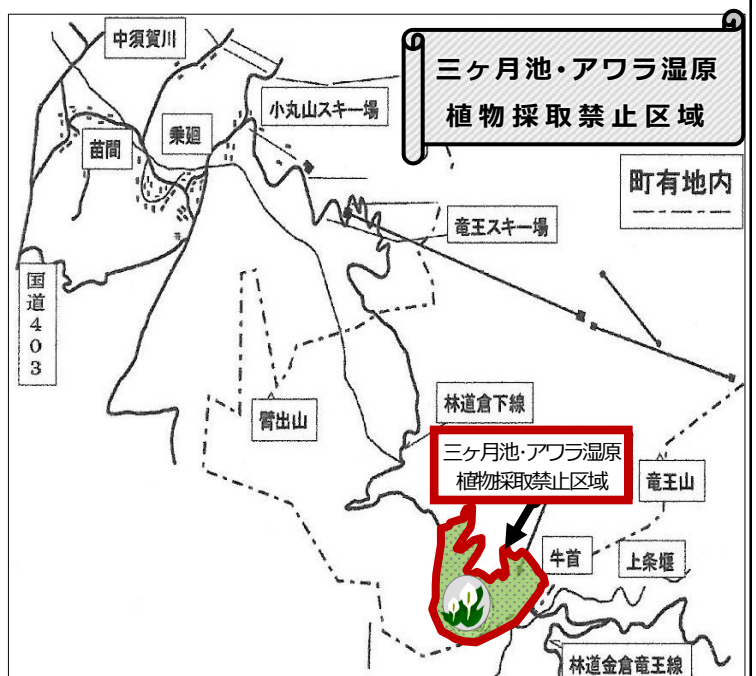 三ヶ月池・アワラ湿原
植物採取禁止区域
中須賀川
小丸山スキー場
苗間
乗廻
町有地内
竜王スキー場
国道403
臂出山
林道倉下線
三ヶ月池・アワラ湿原
植物採取禁止区域
竜王山
牛首
上条堰
林道金倉竜王線